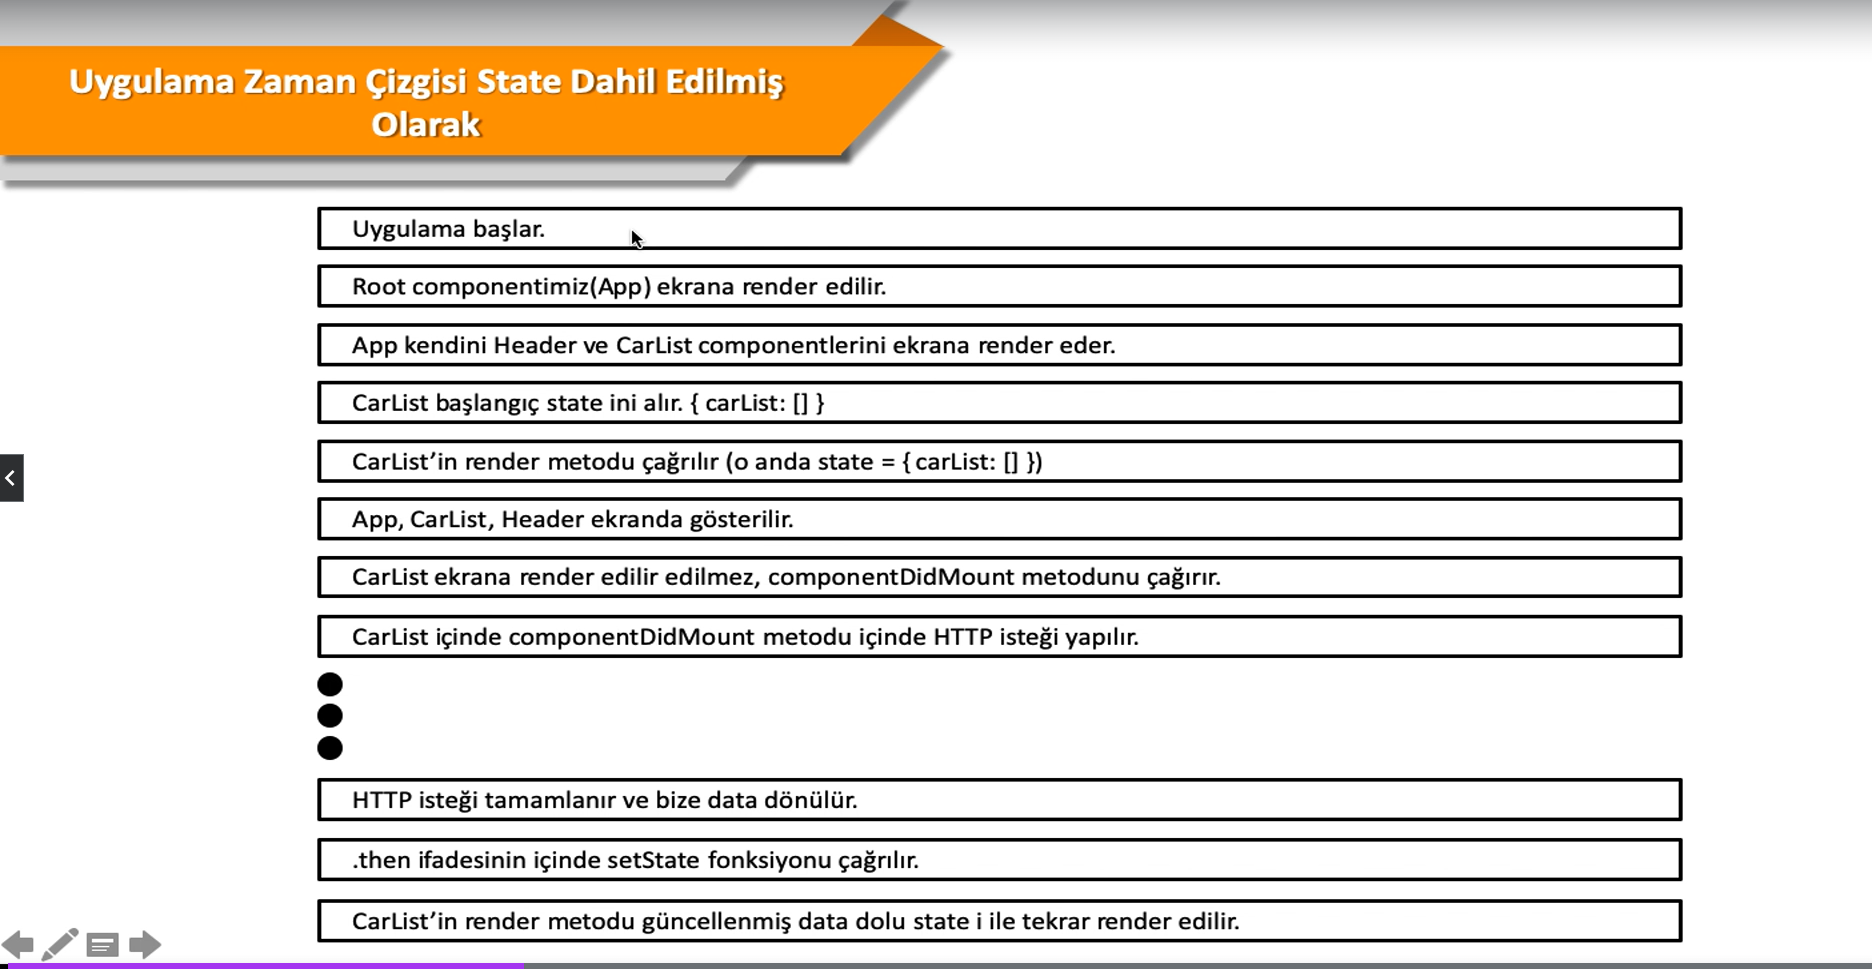 Uygulama Zaman Çizgisi State Dahil Edilmiş
Olarak
Uygulama başlar.
Root componentimiz(App) ekrana render edilir.
App kendini Header ve CarList componentlerini ekrana render eder.
CarList başlangıç state ini alır. { carList: [] }
CarList’in render metodu çağrılır (o anda state = { carList: [] })
App, CarList, Header ekranda gösterilir.
CarList ekrana render edilir edilmez, componentDidMount metodunu çağırır.
CarList içinde componentDidMount metodu içinde HTTP isteği yapılır.
HTTP isteği tamamlanır ve bize data dönülür.
.then ifadesinin içinde setState fonksiyonu çağrılır.
CarList’in render metodu güncellenmiş data dolu state i ile tekrar render edilir.